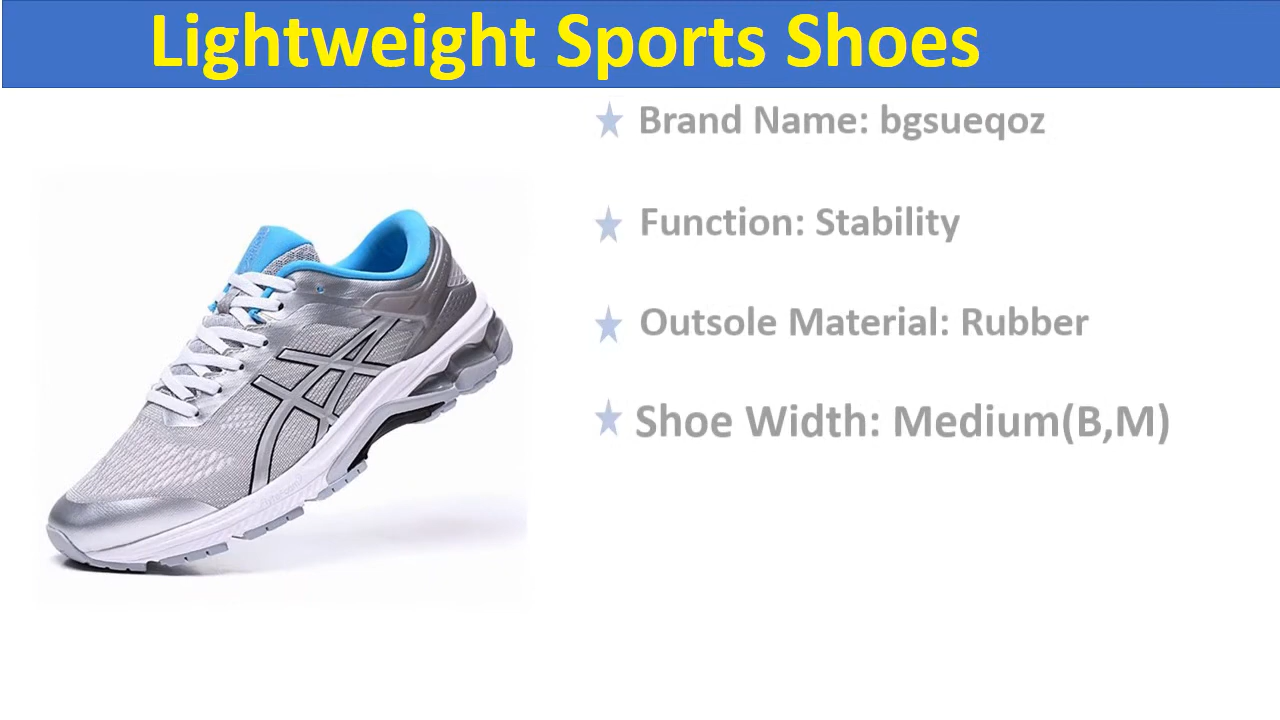 Lightweight Sports Shoes
Brand Name: bgsueqoz
Function: Stability
Outsole Material: Rubber
Shoe Width: Medium(B,M)